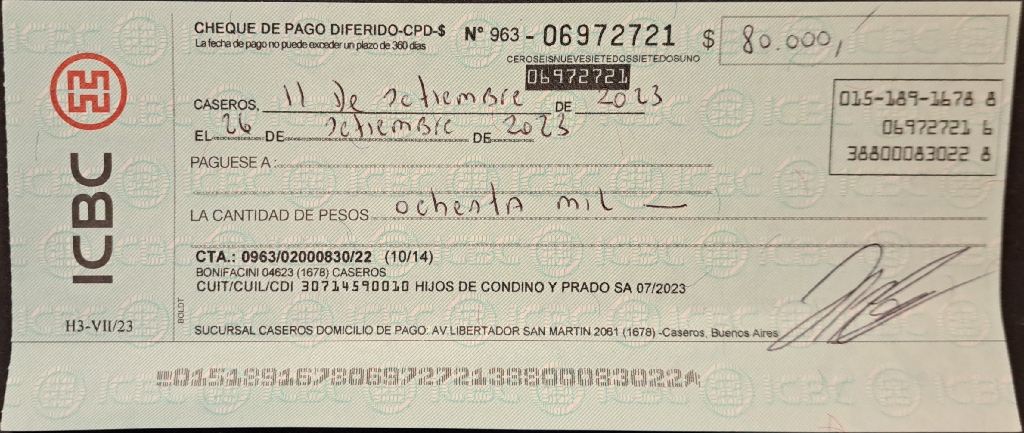 CHEQUE DE PAGO DIFERIDO-CPD-$ N° 963 - 06972721 $ 80.000,/
La fecha de pago no puede exceder un plazo de 360 días
CEROSEISNUEVESIETEDOSSIETEDOSUNO
06972721
CASEROS, 11 De setiembre DE 2023
015-189-1678 8
EL 26 DE setiembre DE 2023
06972721 6
PAGUESE A :
38800083022 8
LA CANTIDAD DE PESOS ochenta mil —
ICBC
CTA.: 0963/02000830/22 (10/14)
BONIFACINI 04623 (1678) CASEROS
CUIT/CUIL/CDI 30714590010 HIJOS DE CONDINO Y PRADO SA 07/2023
BOLDT
H3-VII/23
SUCURSAL CASEROS DOMICILIO DE PAGO: AV.LIBERTADOR SAN MARTIN 2061 (1678) -Caseros, Buenos Aires
01518916780697272138800083022